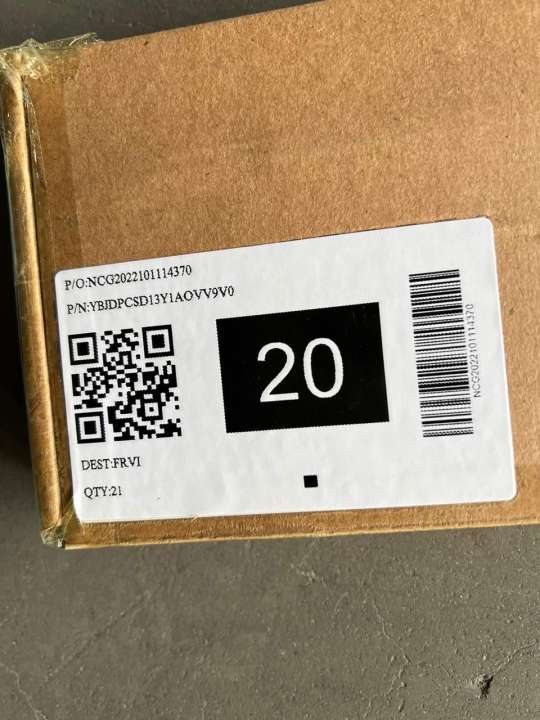 P/O:NCG2022101114370
P/N:YBJDPCSD13Y1AOVV9V0
20
NCG2022101114370
DEST:FRVI
QTY:21